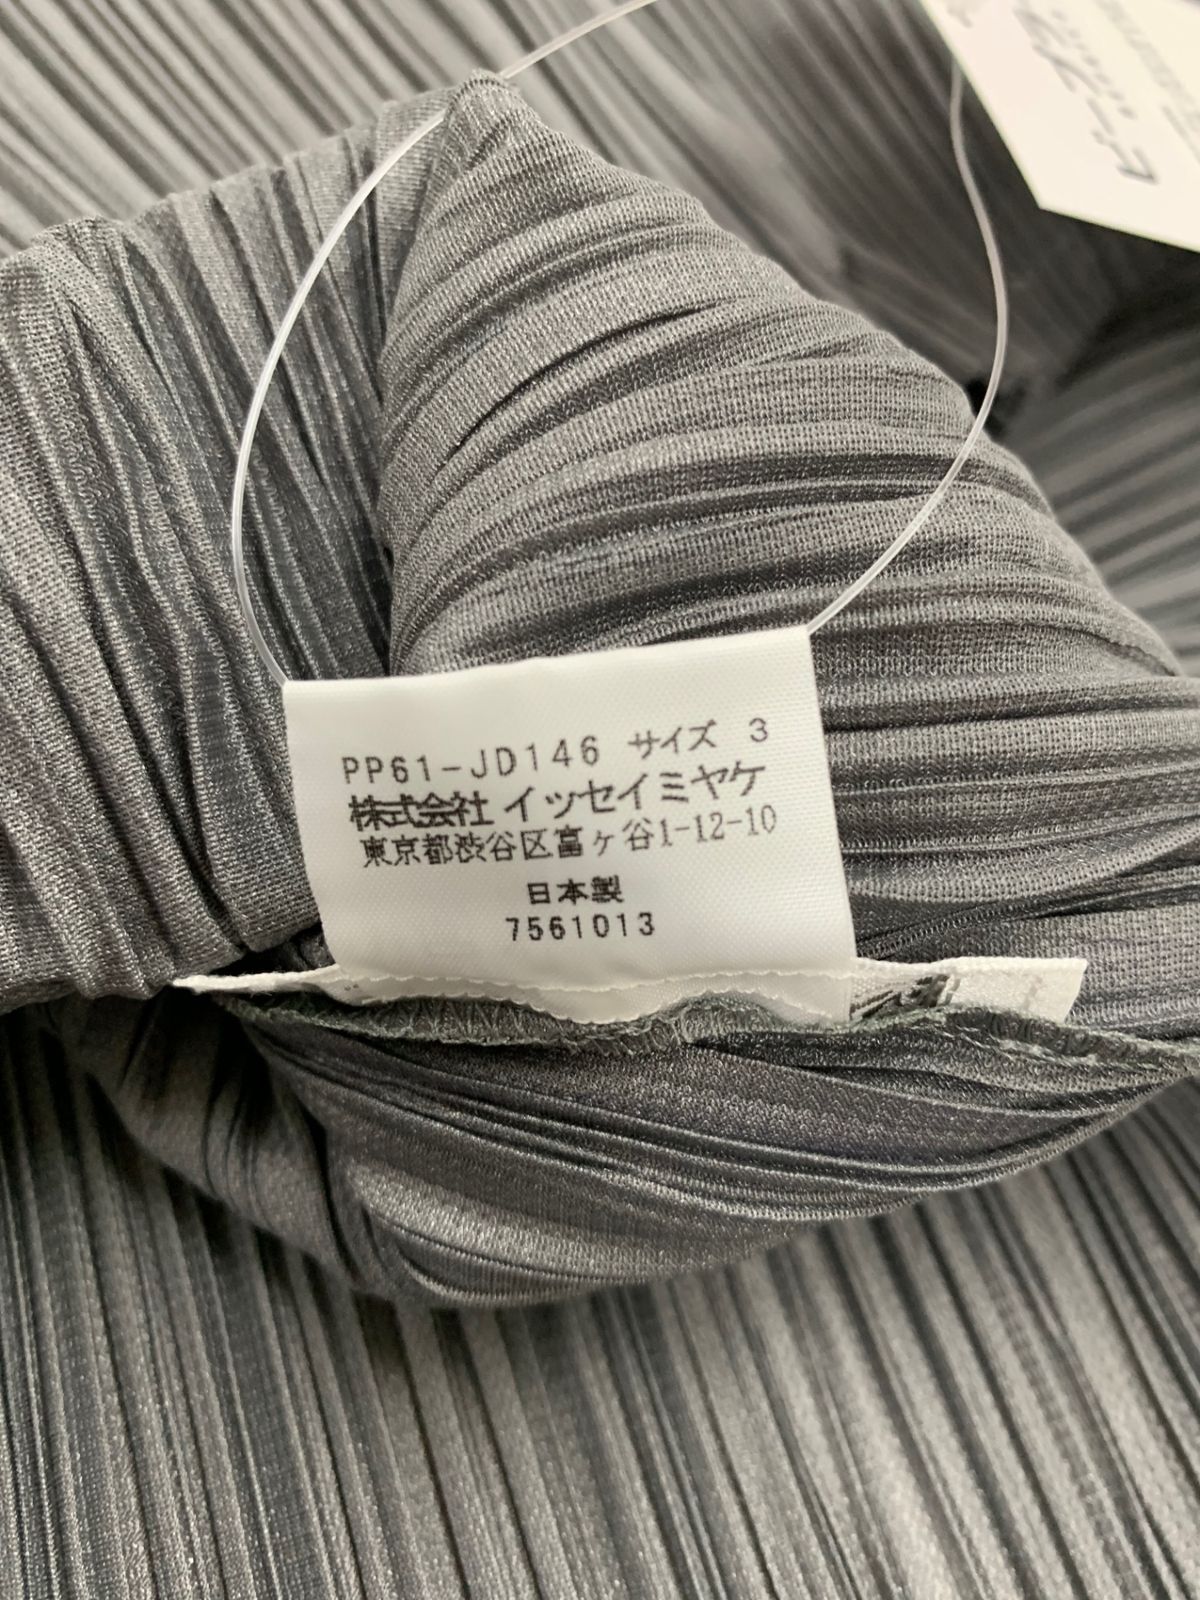 PP61-JD146 サイズ 3
株式会社 イッセイミヤケ
東京都渋谷区富ヶ谷1-12-10
日本製
7561013